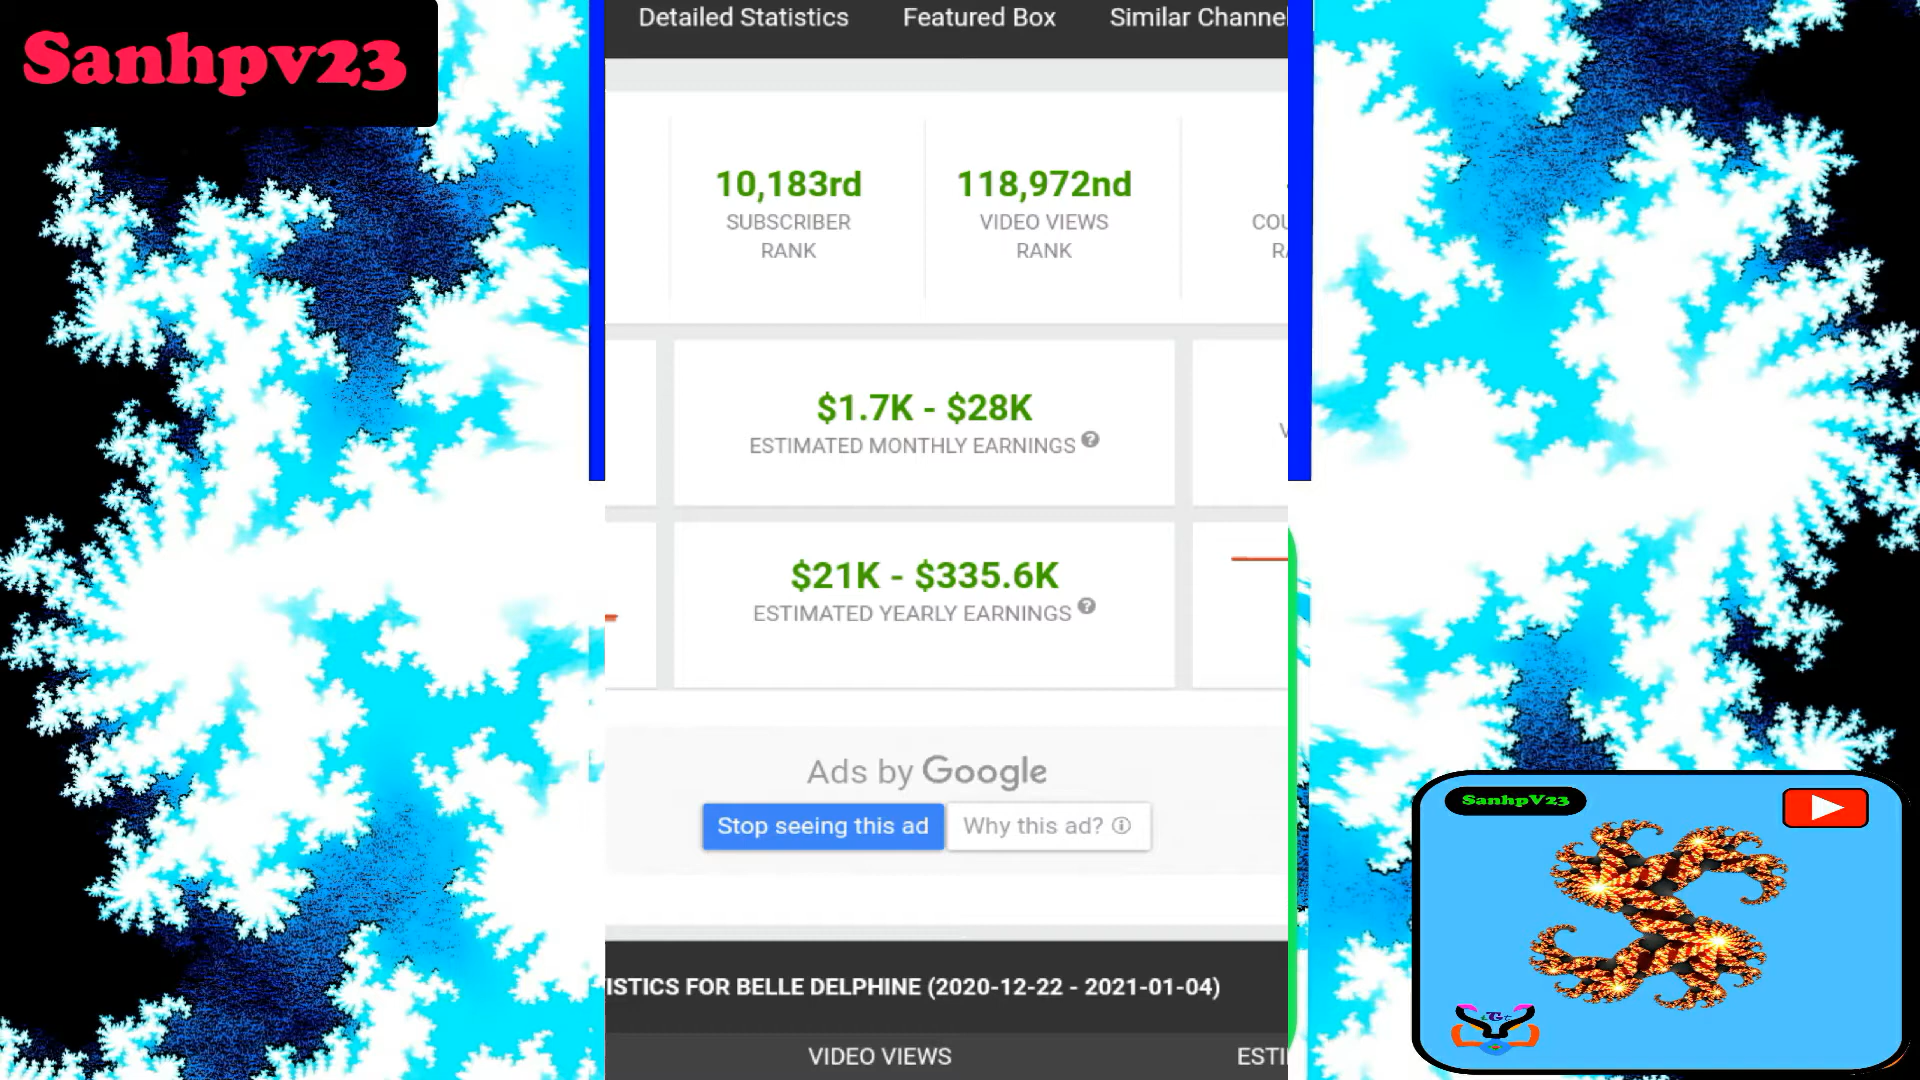 Sanhpv23
Detailed Statistics Featured Box Similar Channe
10,183rd
SUBSCRIBER
RANK
118,972nd
VIDEO VIEWS
RANK
COU
R
$1.7K - $28K
ESTIMATED MONTHLY EARNINGS ?
$21K - $335.6K
ESTIMATED YEARLY EARNINGS ?
Ads by Google
Stop seeing this ad
Why this ad?
ISTICS FOR BELLE DELPHINE (2020-12-22 - 2021-01-04)
VIDEO VIEWS ESTI
SanhpV23